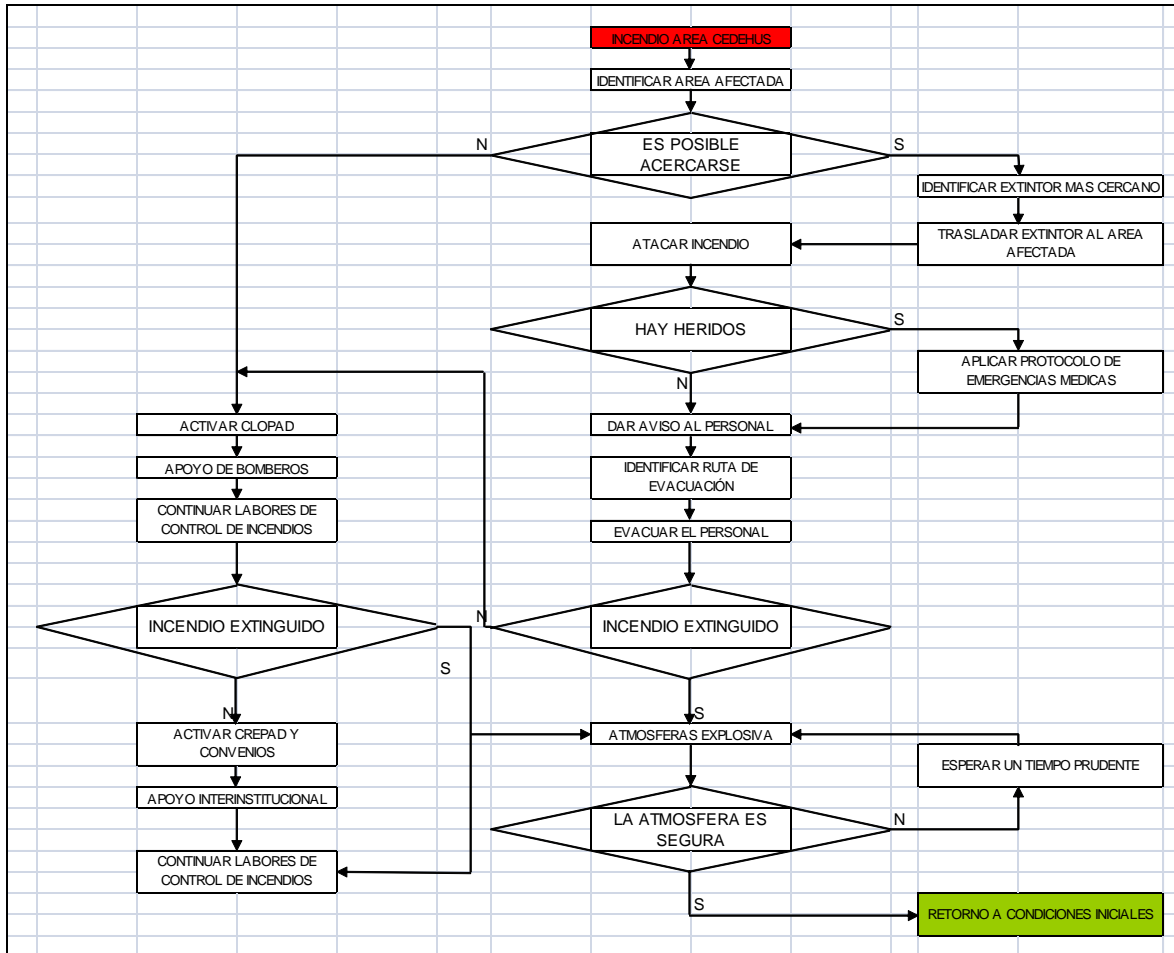 INCENDIO AREA CEDEHUS
IDENTIFICAR AREA AFECTADA
N
ES POSIBLE
ACERCARSE
S
IDENTIFICAR EXTINTOR MAS CERCANO
ATACAR INCENDIO
TRASLADAR EXTINTOR AL AREA
AFECTADA
HAY HERIDOS
S
APLICAR PROTOCOLO DE
EMERGENCIAS MEDICAS
N
ACTIVAR CLOPAD
DAR AVISO AL PERSONAL
APOYO DE BOMBEROS
IDENTIFICAR RUTA DE
EVACUACIÓN
CONTINUAR LABORES DE
CONTROL DE INCENDIOS
EVACUAR EL PERSONAL
INCENDIO EXTINGUIDO
N
INCENDIO EXTINGUIDO
S
N
S
ACTIVAR CREPAD Y
CONVENIOS
ATMOSFERAS EXPLOSIVA
ESPERAR UN TIEMPO PRUDENTE
APOYO INTERINSTITUCIONAL
LA ATMOSFERA ES
SEGURA
N
CONTINUAR LABORES DE
CONTROL DE INCENDIOS
S
RETORNO A CONDICIONES INICIALES